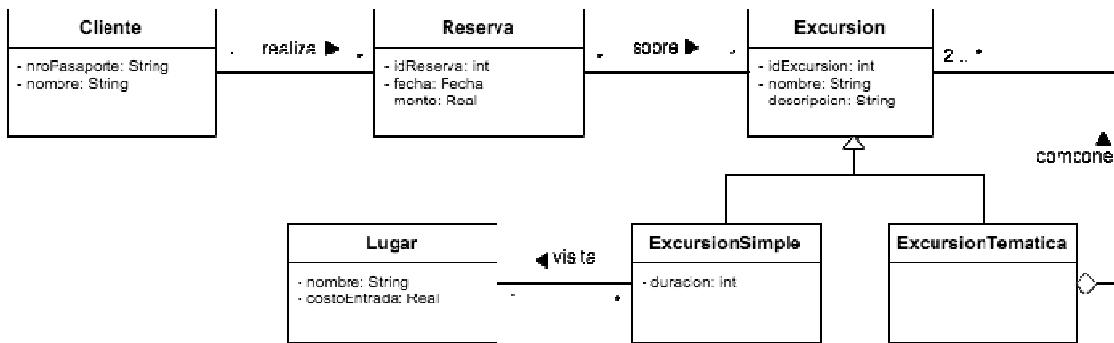 Cliente
- nroPasaporte: String
- nombre: String
realiza
*
Reserva
- idReserva: int
- fecha: Fecha
monto: Real
*
sobre
Excursion
- idExcursion: int
- nombre: String
descripcion: String
2..*
compone
Lugar
- nombre: String
- costoEntrada: Real
visita
*
ExcursionSimple
- duracion: int
ExcursionTematica